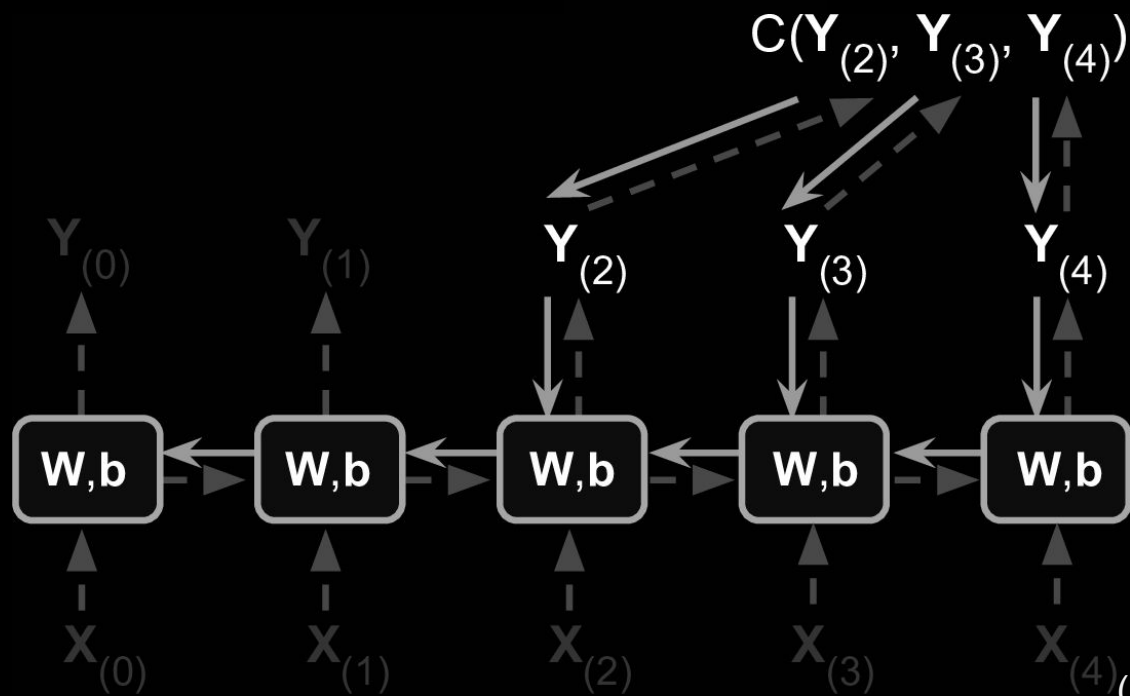 C(Y(2), Y(3), Y(4))
Y(0) Y(1) Y(2) Y(3) Y(4)
W,b W,b W,b W,b W,b
X(0) X(1) X(2) X(3) X(4)(